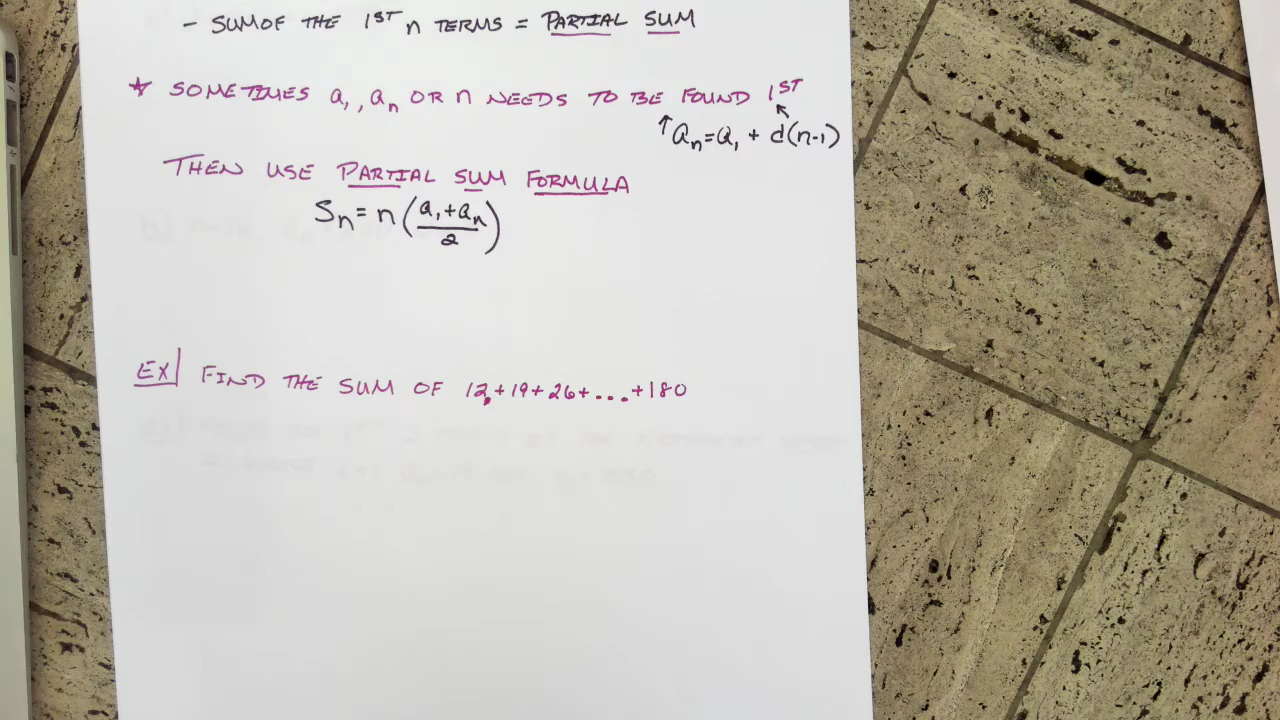 - SUM OF THE 1ST n TERMS = PARTIAL SUM
* SOMETIMES a₁, aₙ OR n NEEDS TO BE FOUND 1ST
↑ aₙ = a₁ + d(n-1)
THEN USE PARTIAL SUM FORMULA
Sₙ = n((a₁+aₙ)/2)
EX| FIND THE SUM OF 12+19+26+...+180